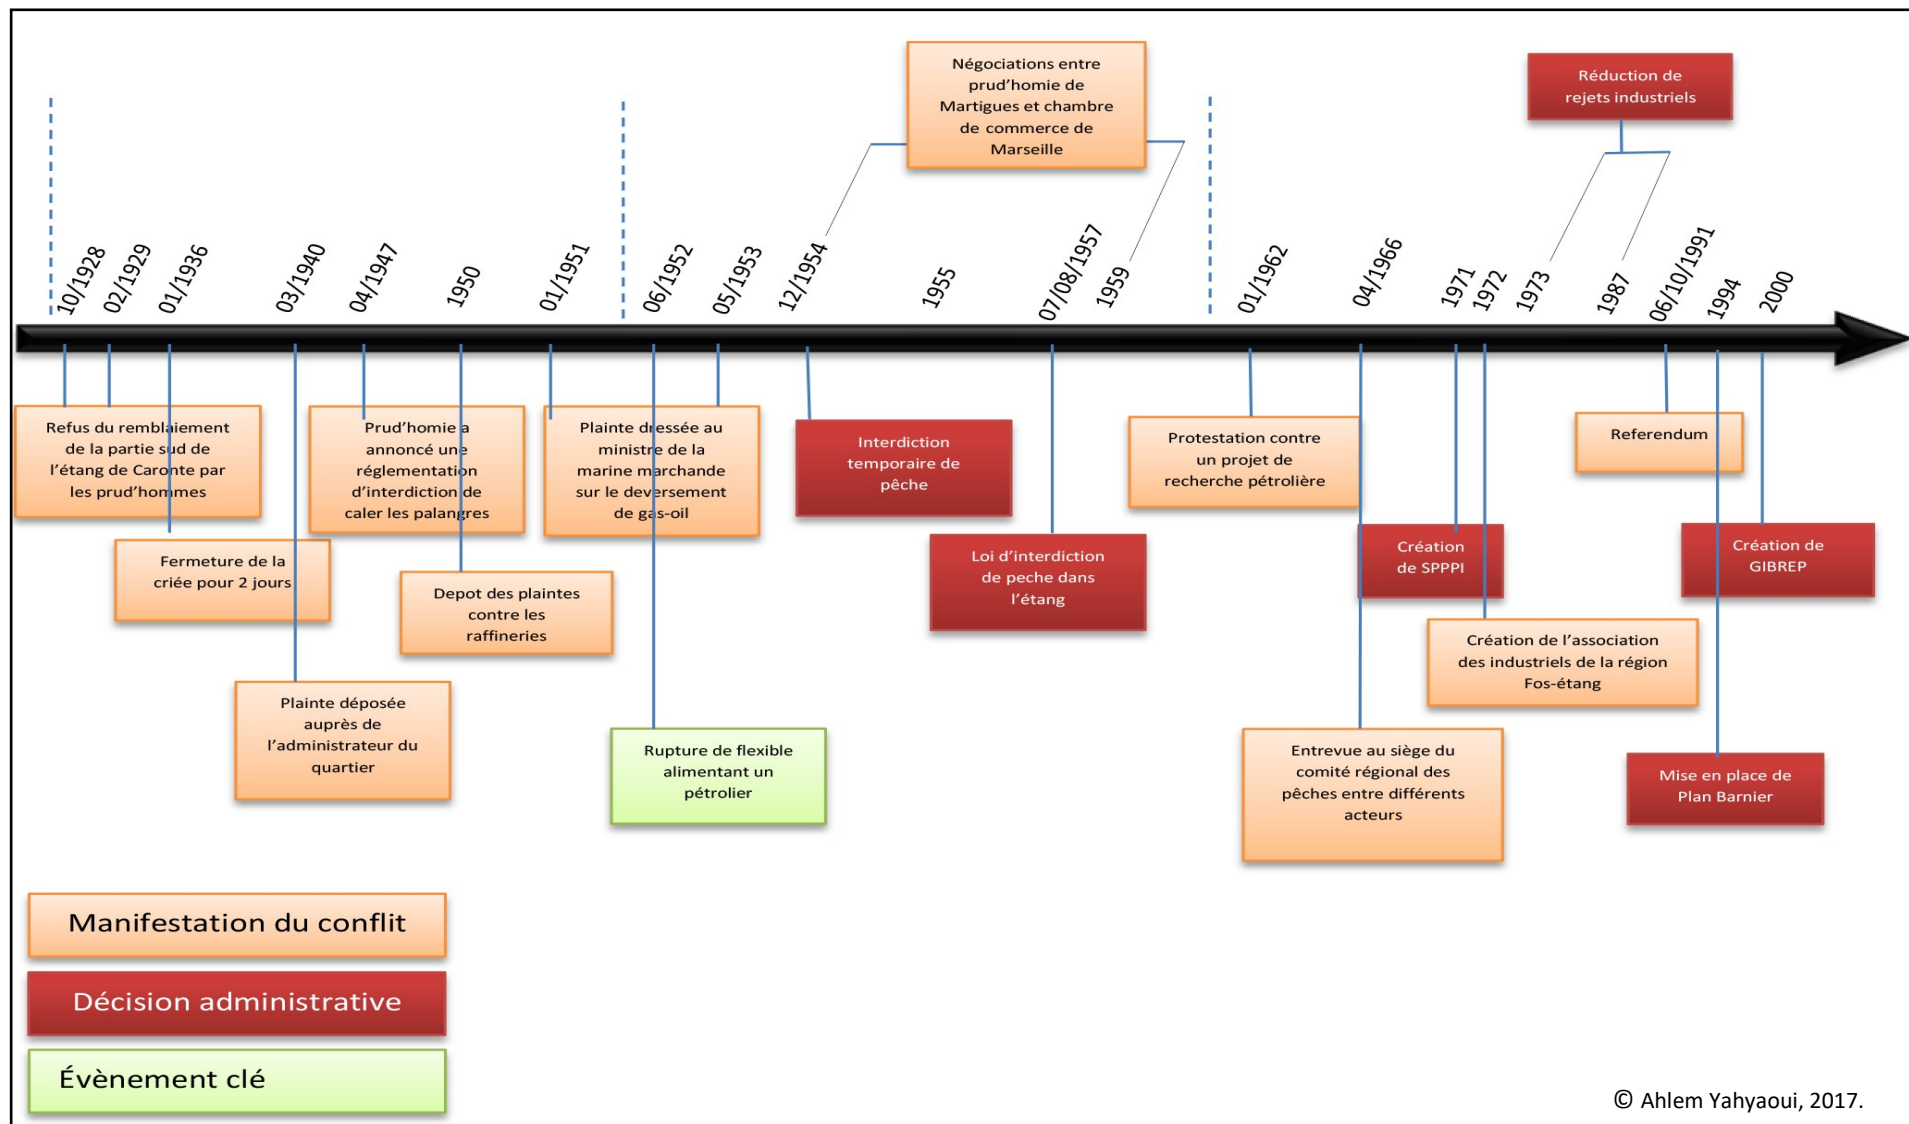 Négociations entre
prud’homie de
Martigues et chambre
de commerce de
Marseille
Réduction de
rejets industriels
10/1928
02/1929
01/1936
03/1940
04/1947
1950
01/1951
06/1952
05/1953
12/1954
1955
07/08/1957
1959
01/1962
04/1966
1971
1972
1973
1987
06/10/1991
1994
2000
Refus du remblaiement
de la partie sud de
l’étang de Caronte par
les prud’hommes
Fermeture de la
criée pour 2 jours
Plainte déposée
auprès de
l’administrateur du
quartier
Prud’homie a
annoncé une
réglementation
d’interdiction de
caler les palangres
Depot des plaintes
contre les
raffineries
Plainte dressée au
ministre de la
marine marchande
sur le deversement
de gas-oil
Rupture de flexible
alimentant un
pétrolier
Interdiction
temporaire de
pêche
Loi d’interdiction
de peche dans
l’étang
Protestation contre
un projet de
recherche pétrolière
Entrevue au siège du
comité régional des
pêches entre différents
acteurs
Création
de SPPPI
Création de l’association
des industriels de la région
Fos-étang
Referendum
Mise en place de
Plan Barnier
Création de
GIBREP
Manifestation du conflit
Décision administrative
Évènement clé
© Ahlem Yahyaoui, 2017.